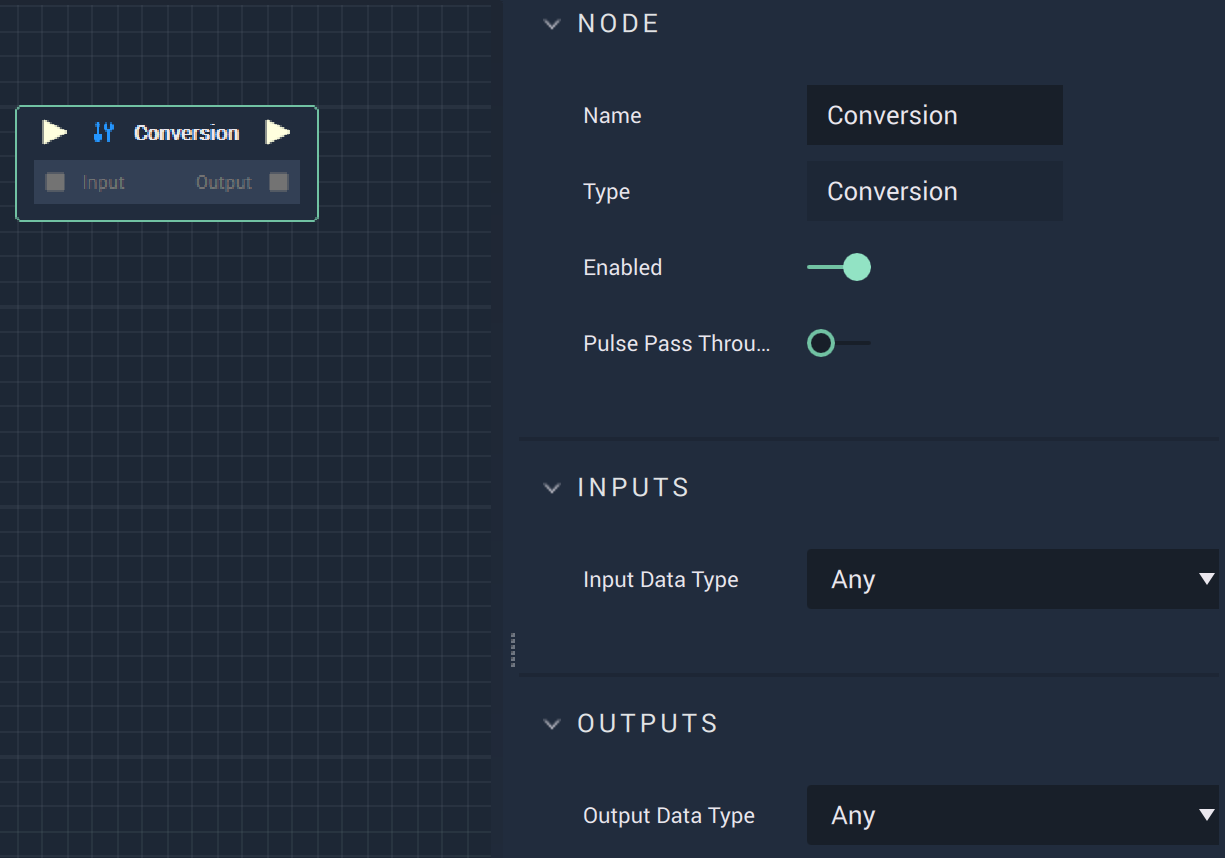 Conversion
Input Output
NODE
Name Conversion
Type Conversion
Enabled
Pulse Pass Throu...
INPUTS
Input Data Type Any
OUTPUTS
Output Data Type Any